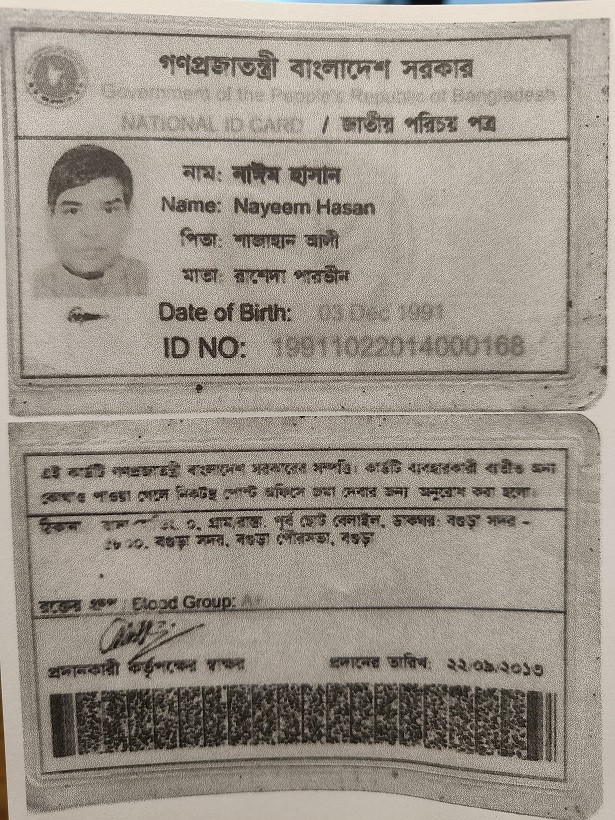 গণপ্রজাতন্ত্রী বাংলাদেশ সরকার
Government of the People's Republic of Bangladesh
NATIONAL ID CARD / জাতীয় পরিচয় পত্র
নাম: নাঈম হাসান
Name: Nayeem Hasan
পিতা: শাজাহান আলী
মাতা: রাশেদা পারভীন
Date of Birth: 03 Dec 1991
ID NO: 19911022014000168
এই কার্ডটি গণপ্রজাতন্ত্রী বাংলাদেশ সরকারের সম্পত্তি। কার্ডটি ব্যবহারকারী ব্যতীত অন্য
কোথাও পাওয়া গেলে নিকটস্থ পোস্ট অফিসে জমা দেবার জন্য অনুরোধ করা হলো।
গ্রাম/রাস্তা: পূর্ব ছোট বেলাইল, ডাকঘর: বগুড়া সদর -
বগুড়া সদর, বগুড়া পৌরসভা, বগুড়া
রক্তের গ্রুপ / Blood Group: A+
প্রদানকারী কর্তৃপক্ষের স্বাক্ষর
প্রদানের তারিখ: ২২/০৯/২০১৩